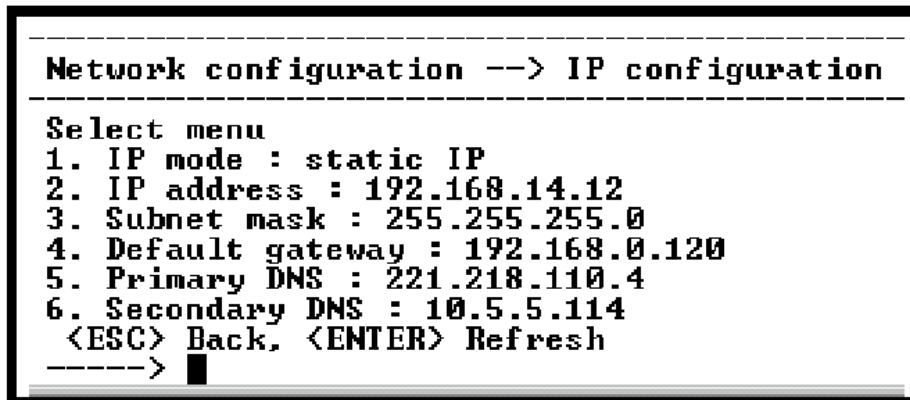 Network configuration --> IP configuration
Select menu
1. IP mode : static IP
2. IP address : 192.168.14.12
3. Subnet mask : 255.255.255.0
4. Default gateway : 192.168.0.120
5. Primary DNS : 221.218.110.4
6. Secondary DNS : 10.5.5.114
<ESC> Back, <ENTER> Refresh
----->